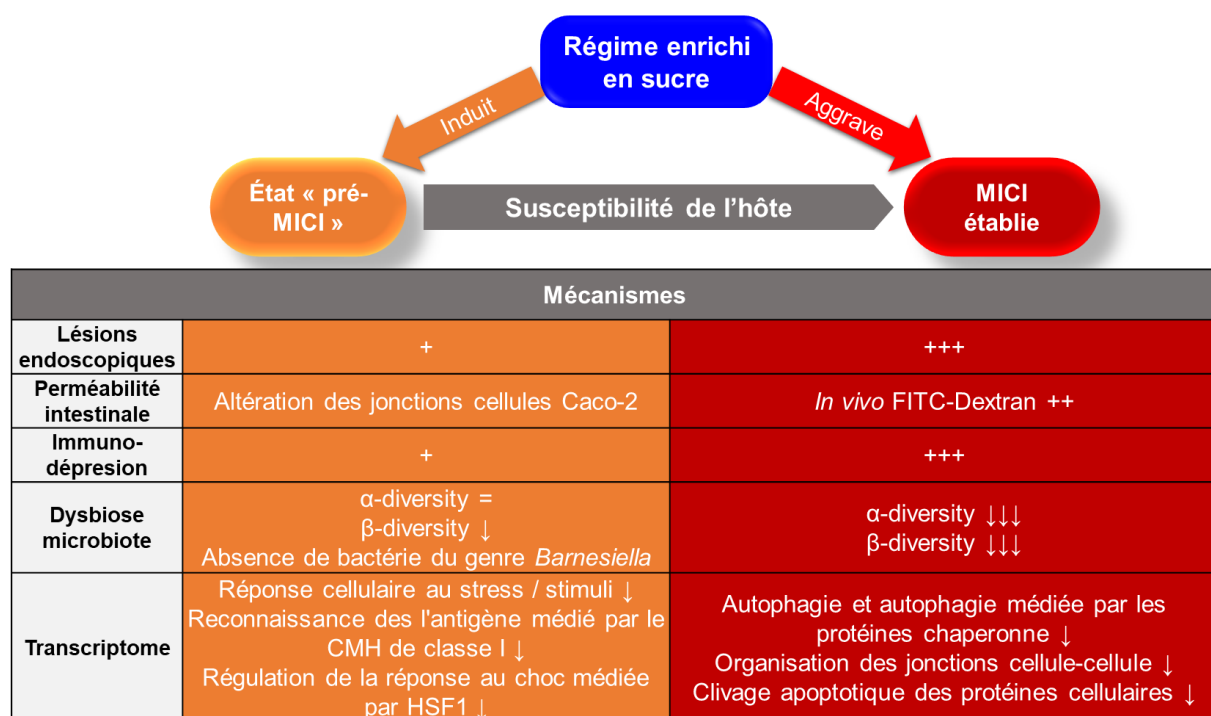 Régime enrichi
en sucre
Induit
Aggrave
État « pré-
MICI »
Susceptibilité de l'hôte
MICI
établie
Mécanismes
Lésions
endoscopiques
+
+++
Perméabilité
intestinale
Altération des jonctions cellules Caco-2
In vivo FITC-Dextran ++
Immuno-
dépresion
+
+++
Dysbiose
microbiote
α-diversity =
β-diversity ↓
Absence de bactérie du genre Barnesiella
α-diversity ↓↓↓
β-diversity ↓↓↓
Transcriptome
Réponse cellulaire au stress / stimuli ↓
Reconnaissance des l'antigène médié par le
CMH de classe I ↓
Régulation de la réponse au choc médiée
par HSF1 ↓
Autophagie et autophagie médiée par les
protéines chaperonne ↓
Organisation des jonctions cellule-cellule ↓
Clivage apoptotique des protéines cellulaires ↓